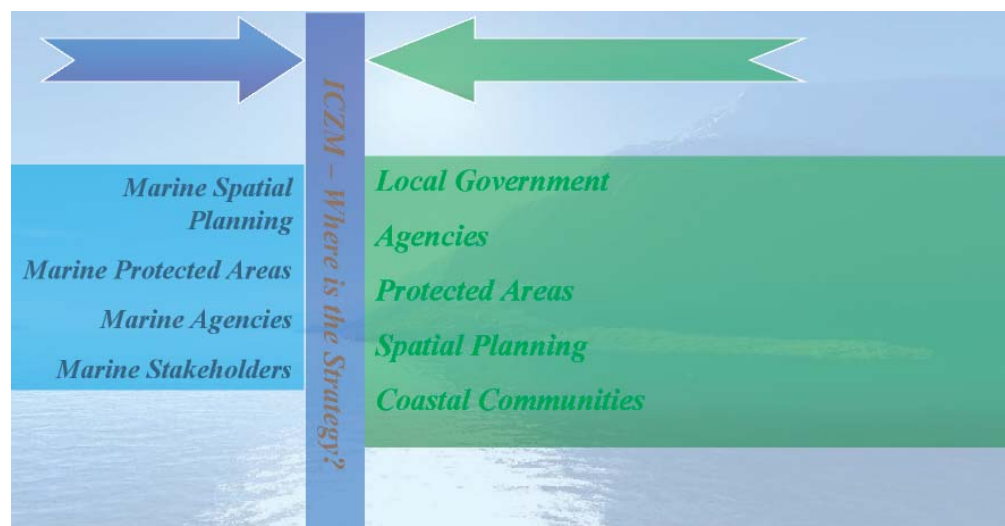 Marine Spatial
Planning
Marine Protected Areas
Marine Agencies
Marine Stakeholders
ICZM – Where is the Strategy?
Local Government
Agencies
Protected Areas
Spatial Planning
Coastal Communities